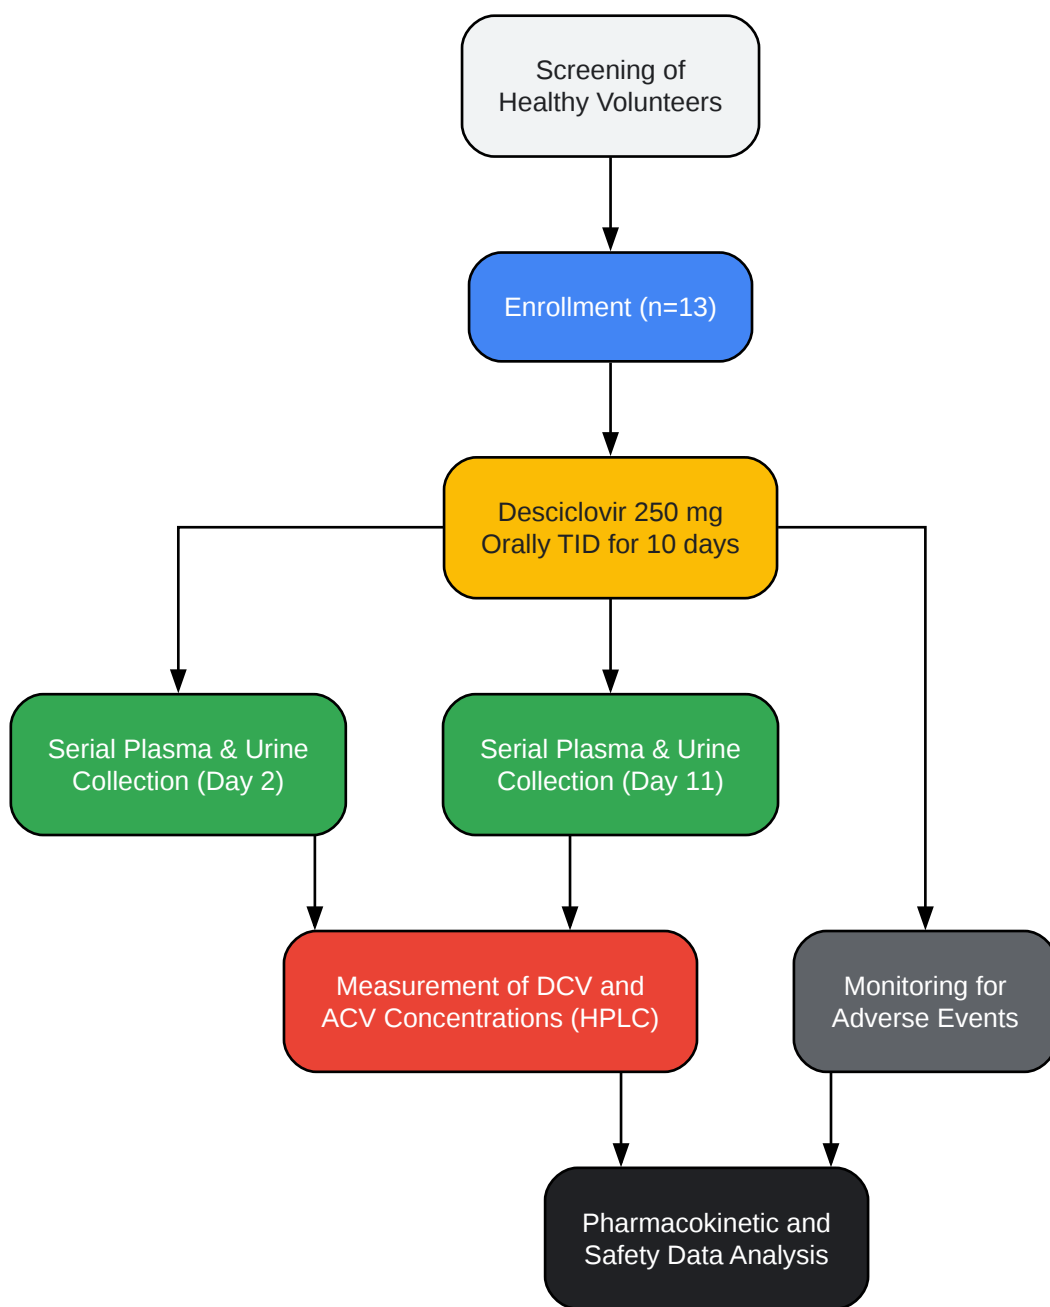 Screening of
Healthy Volunteers
Enrollment (n=13)
Desciclovir 250 mg
Orally TID for 10 days
Serial Plasma & Urine
Collection (Day 2)
Serial Plasma & Urine
Collection (Day 11)
Measurement of DCV and
ACV Concentrations (HPLC)
Monitoring for
Adverse Events
Pharmacokinetic and
Safety Data Analysis